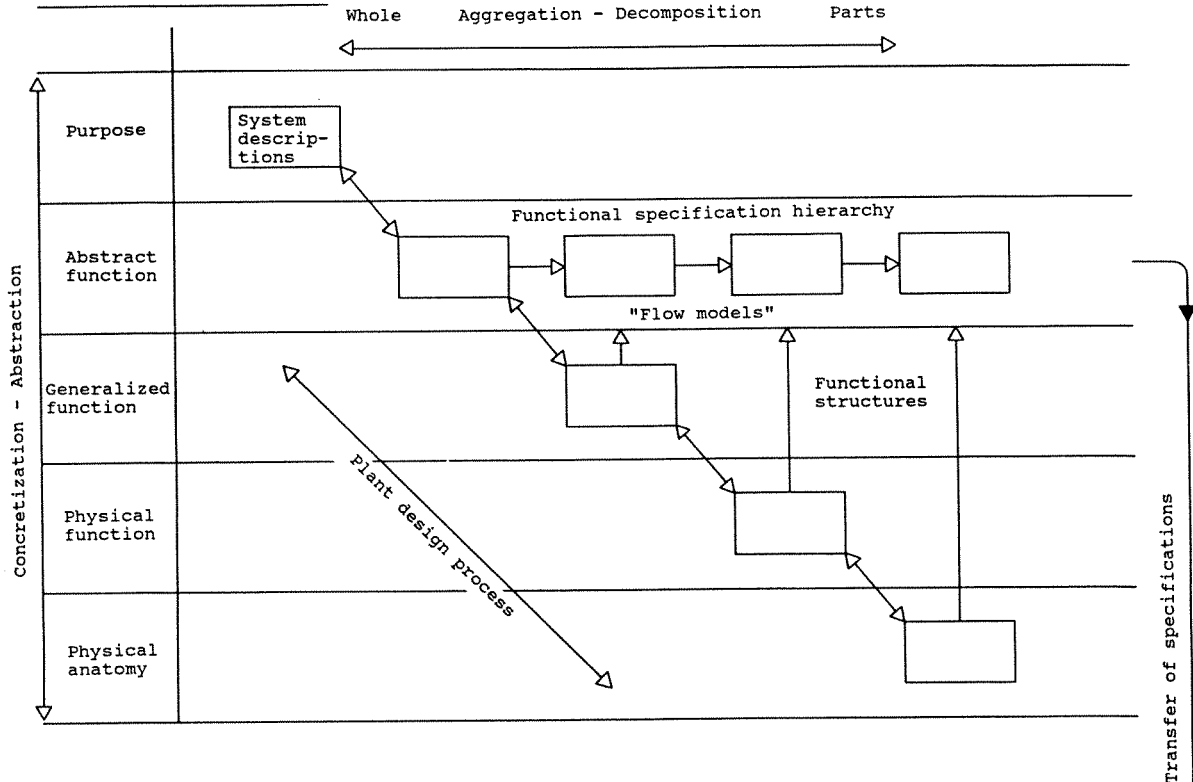 Whole Aggregation - Decomposition Parts
Purpose
System
descrip-
tions
Functional specification hierarchy
Abstract
function
"Flow models"
Generalized
function
Functional
structures
Plant design process
Physical
function
Physical
anatomy
Concretization - Abstraction
Transfer of specifications